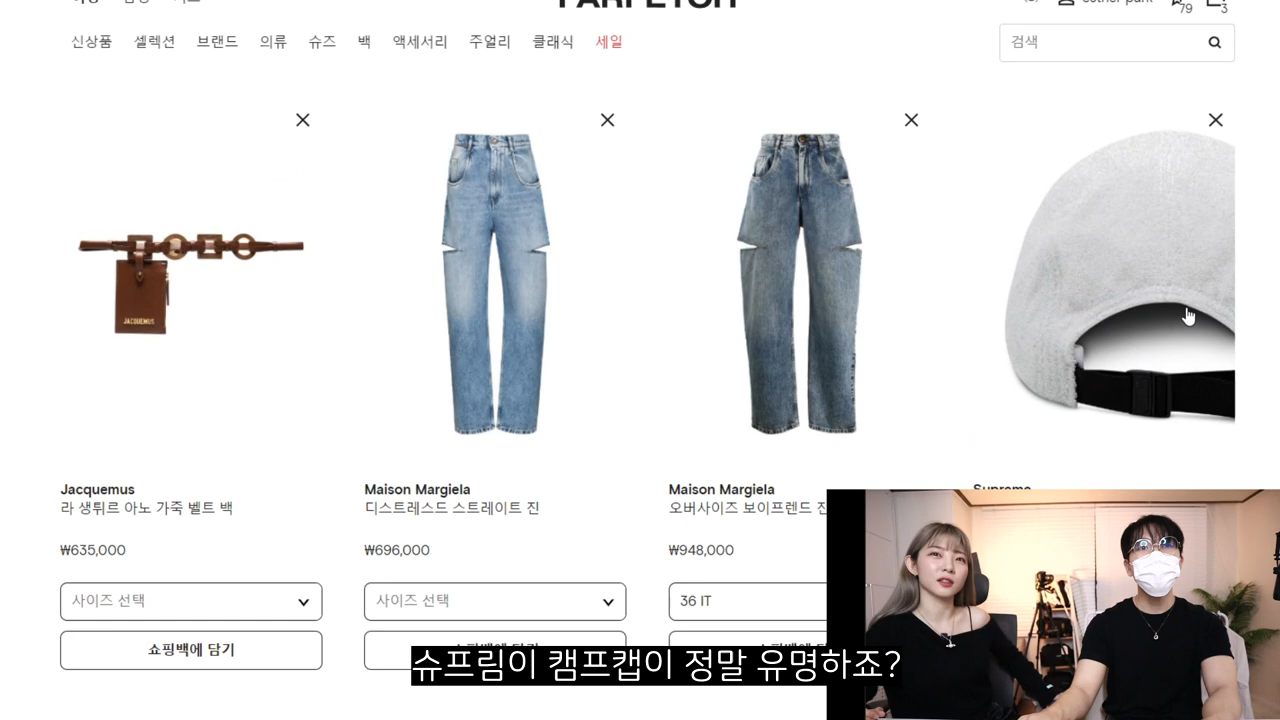 FARFETCH
esther park
79
3
신상품 셀렉션 브랜드 의류 슈즈 백 액세서리 주얼리 클래식 세일
검색
JACQUEMUS
Jacquemus
라 생튀르 아노 가죽 벨트 백
₩635,000
사이즈 선택
쇼핑백에 담기
Maison Margiela
디스트레스드 스트레이트 진
₩696,000
사이즈 선택
Maison Margiela
오버사이즈 보이프렌드 진
₩948,000
36 IT
Supreme
슈프림이 캠프캡이 정말 유명하죠?